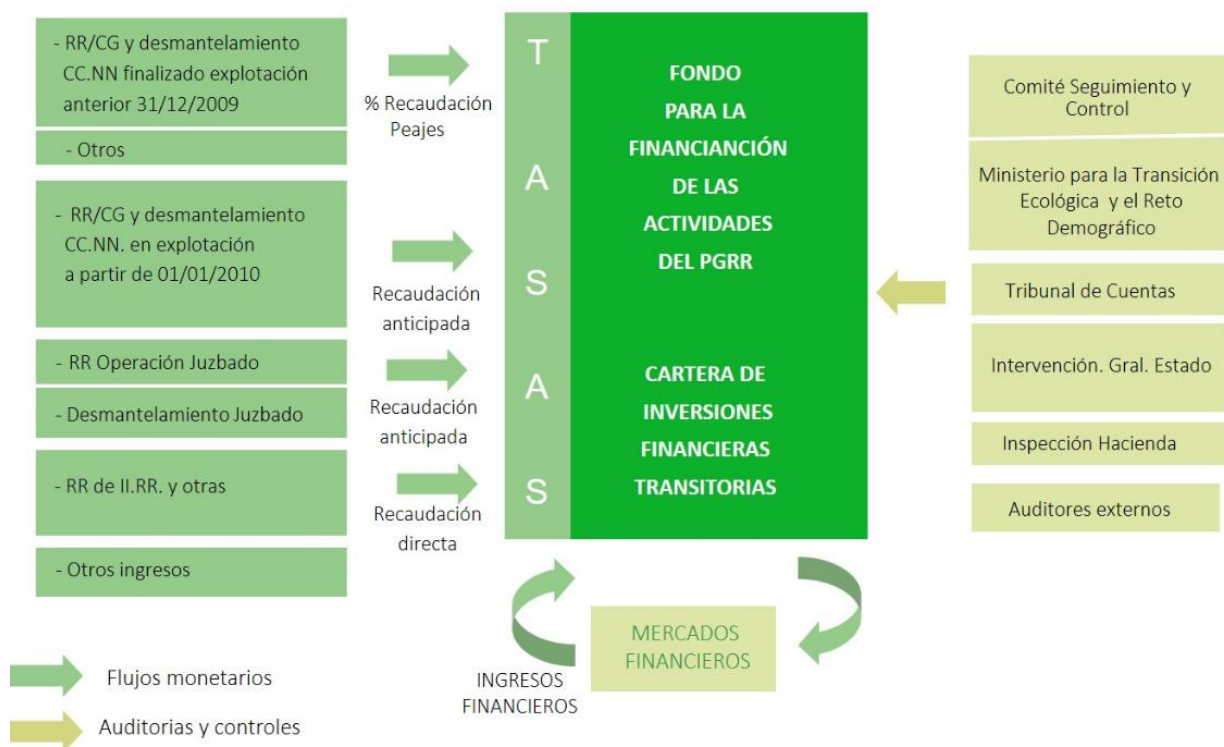 - RR/CG y desmantelamiento
CC.NN finalizado explotación
anterior 31/12/2009
- Otros
- RR/CG y desmantelamiento
CC.NN. en explotación
a partir de 01/01/2010
- RR Operación Juzbado
- Desmantelamiento Juzbado
- RR de II.RR. y otras
- Otros ingresos
% Recaudación
Peajes
Recaudación
anticipada
Recaudación
anticipada
Recaudación
directa
T
A
S
A
S
FONDO
PARA LA
FINANCIANCIÓN
DE LAS
ACTIVIDADES
DEL PGRR
CARTERA DE
INVERSIONES
FINANCIERAS
TRANSITORIAS
Comité Seguimiento y
Control
Ministerio para la Transición
Ecológica y el Reto
Demográfico
Tribunal de Cuentas
Intervención. Gral. Estado
Inspección Hacienda
Auditores externos
MERCADOS
FINANCIEROS
INGRESOS
FINANCIEROS
Flujos monetarios
Auditorias y controles